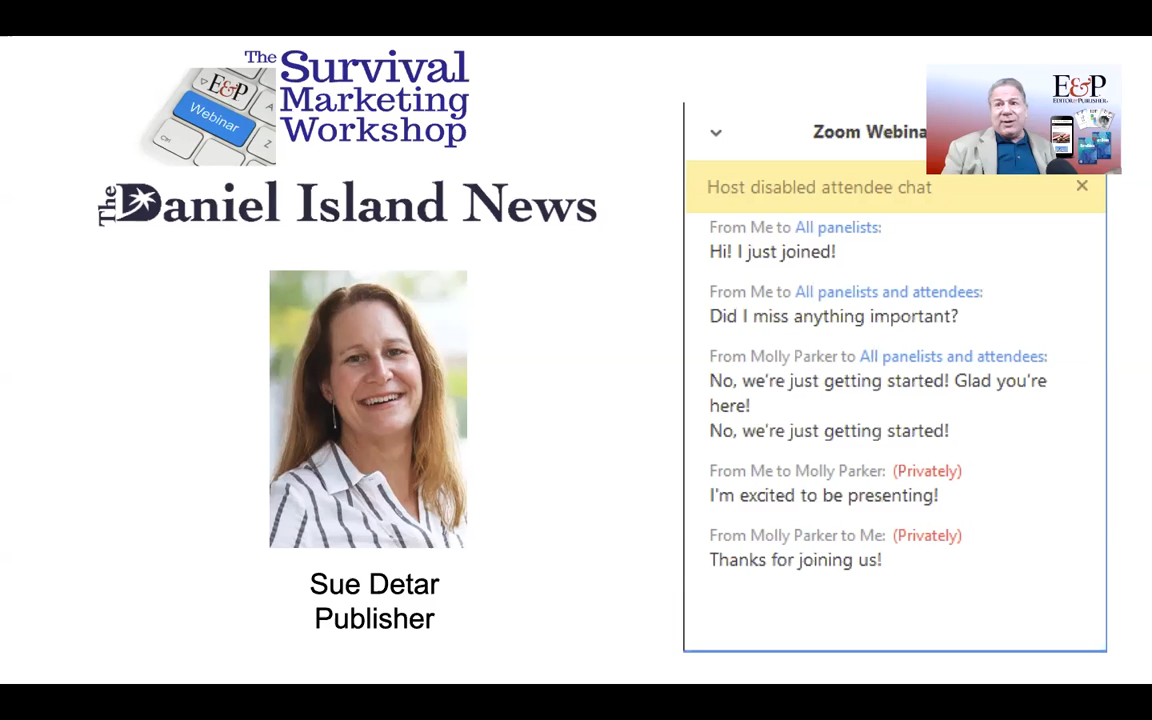 The Survival
Marketing
Workshop
E&P
Webinar
The Daniel Island News
Sue Detar
Publisher
E&P
EDITOR & PUBLISHER
Zoom Webina
Host disabled attendee chat
From Me to All panelists:
Hi! I just joined!
From Me to All panelists and attendees:
Did I miss anything important?
From Molly Parker to All panelists and attendees:
No, we're just getting started! Glad you're
here!
No, we're just getting started!
From Me to Molly Parker: (Privately)
I'm excited to be presenting!
From Molly Parker to Me: (Privately)
Thanks for joining us!